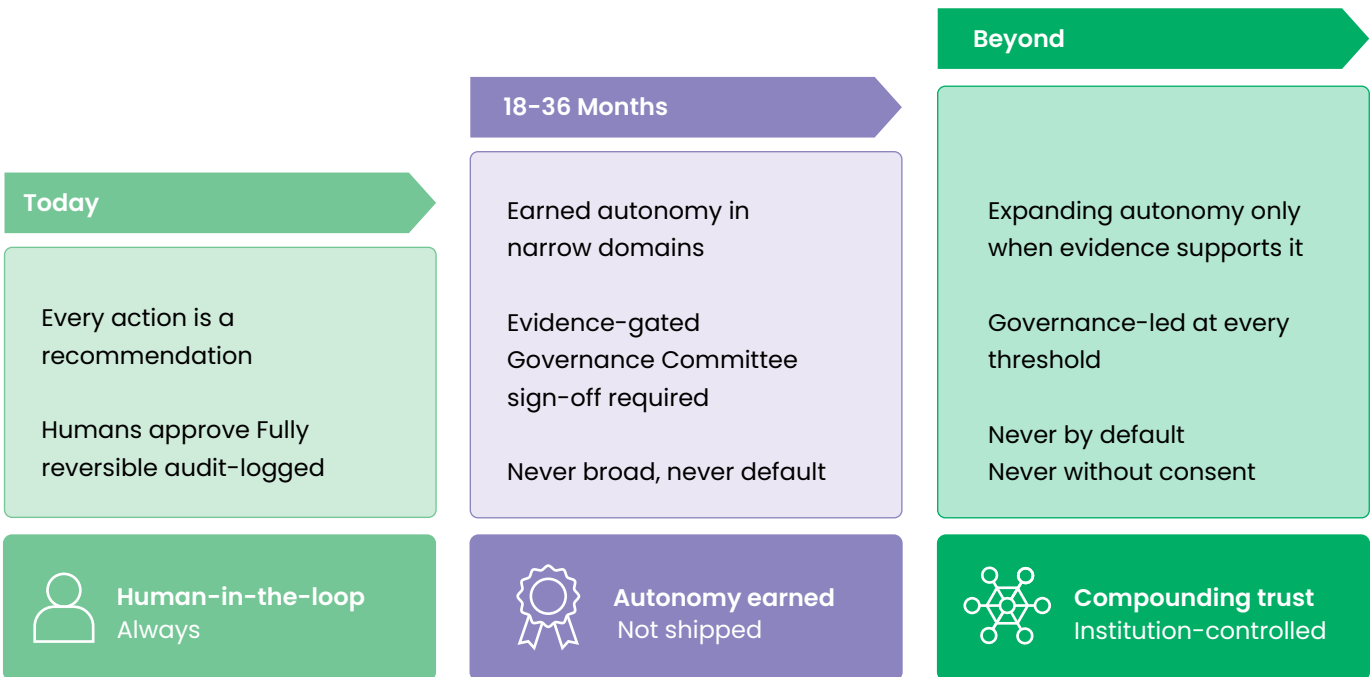 Today
Every action is a
recommendation
Humans approve Fully
reversible audit-logged
Human-in-the-loop
Always
18-36 Months
Earned autonomy in
narrow domains
Evidence-gated
Governance Committee
sign-off required
Never broad, never default
Autonomy earned
Not shipped
Beyond
Expanding autonomy only
when evidence supports it
Governance-led at every
threshold
Never by default
Never without consent
Compounding trust
Institution-controlled